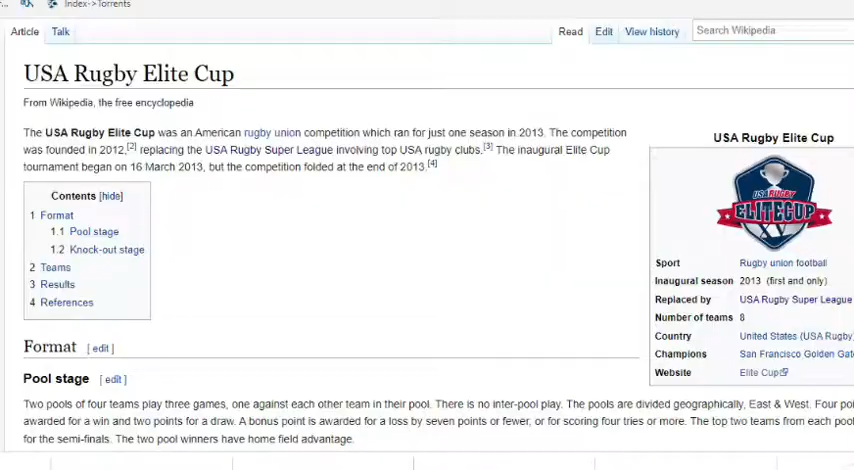 Index->Torrents
Article Talk Read Edit View history Search Wikipedia
USA Rugby Elite Cup
From Wikipedia, the free encyclopedia
The USA Rugby Elite Cup was an American rugby union competition which ran for just one season in 2013. The competition
was founded in 2012,[2] replacing the USA Rugby Super League involving top USA rugby clubs.[3] The inaugural Elite Cup
tournament began on 16 March 2013, but the competition folded at the end of 2013.[4]
Contents [hide]
1 Format
1.1 Pool stage
1.2 Knock-out stage
2 Teams
3 Results
4 References
USA Rugby Elite Cup
USA RUGBY
ELITECUP
Sport Rugby union football
Inaugural season 2013 (first and only)
Replaced by USA Rugby Super League
Number of teams 8
Country United States (USA Rugby
Champions San Francisco Golden Gat
Website Elite Cup
Format [ edit ]
Pool stage [ edit ]
Two pools of four teams play three games, one against each other team in their pool. There is no inter-pool play. The pools are divided geographically, East & West. Four poi
awarded for a win and two points for a draw. A bonus point is awarded for a loss by seven points or fewer, or for scoring four tries or more. The top two teams from each pool
for the semi-finals. The two pool winners have home field advantage.